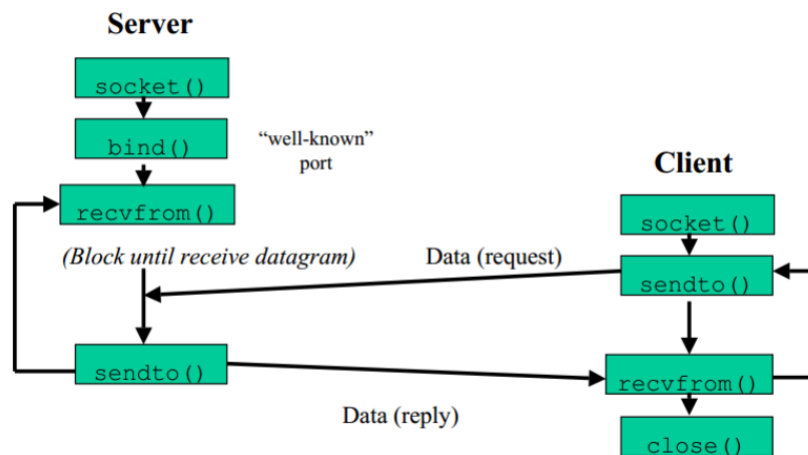 Server
socket()
bind()
“well-known”
port
recvfrom()
(Block until receive datagram)
sendto()
Client
socket()
Data (request)
sendto()
recvfrom()
Data (reply)
close()